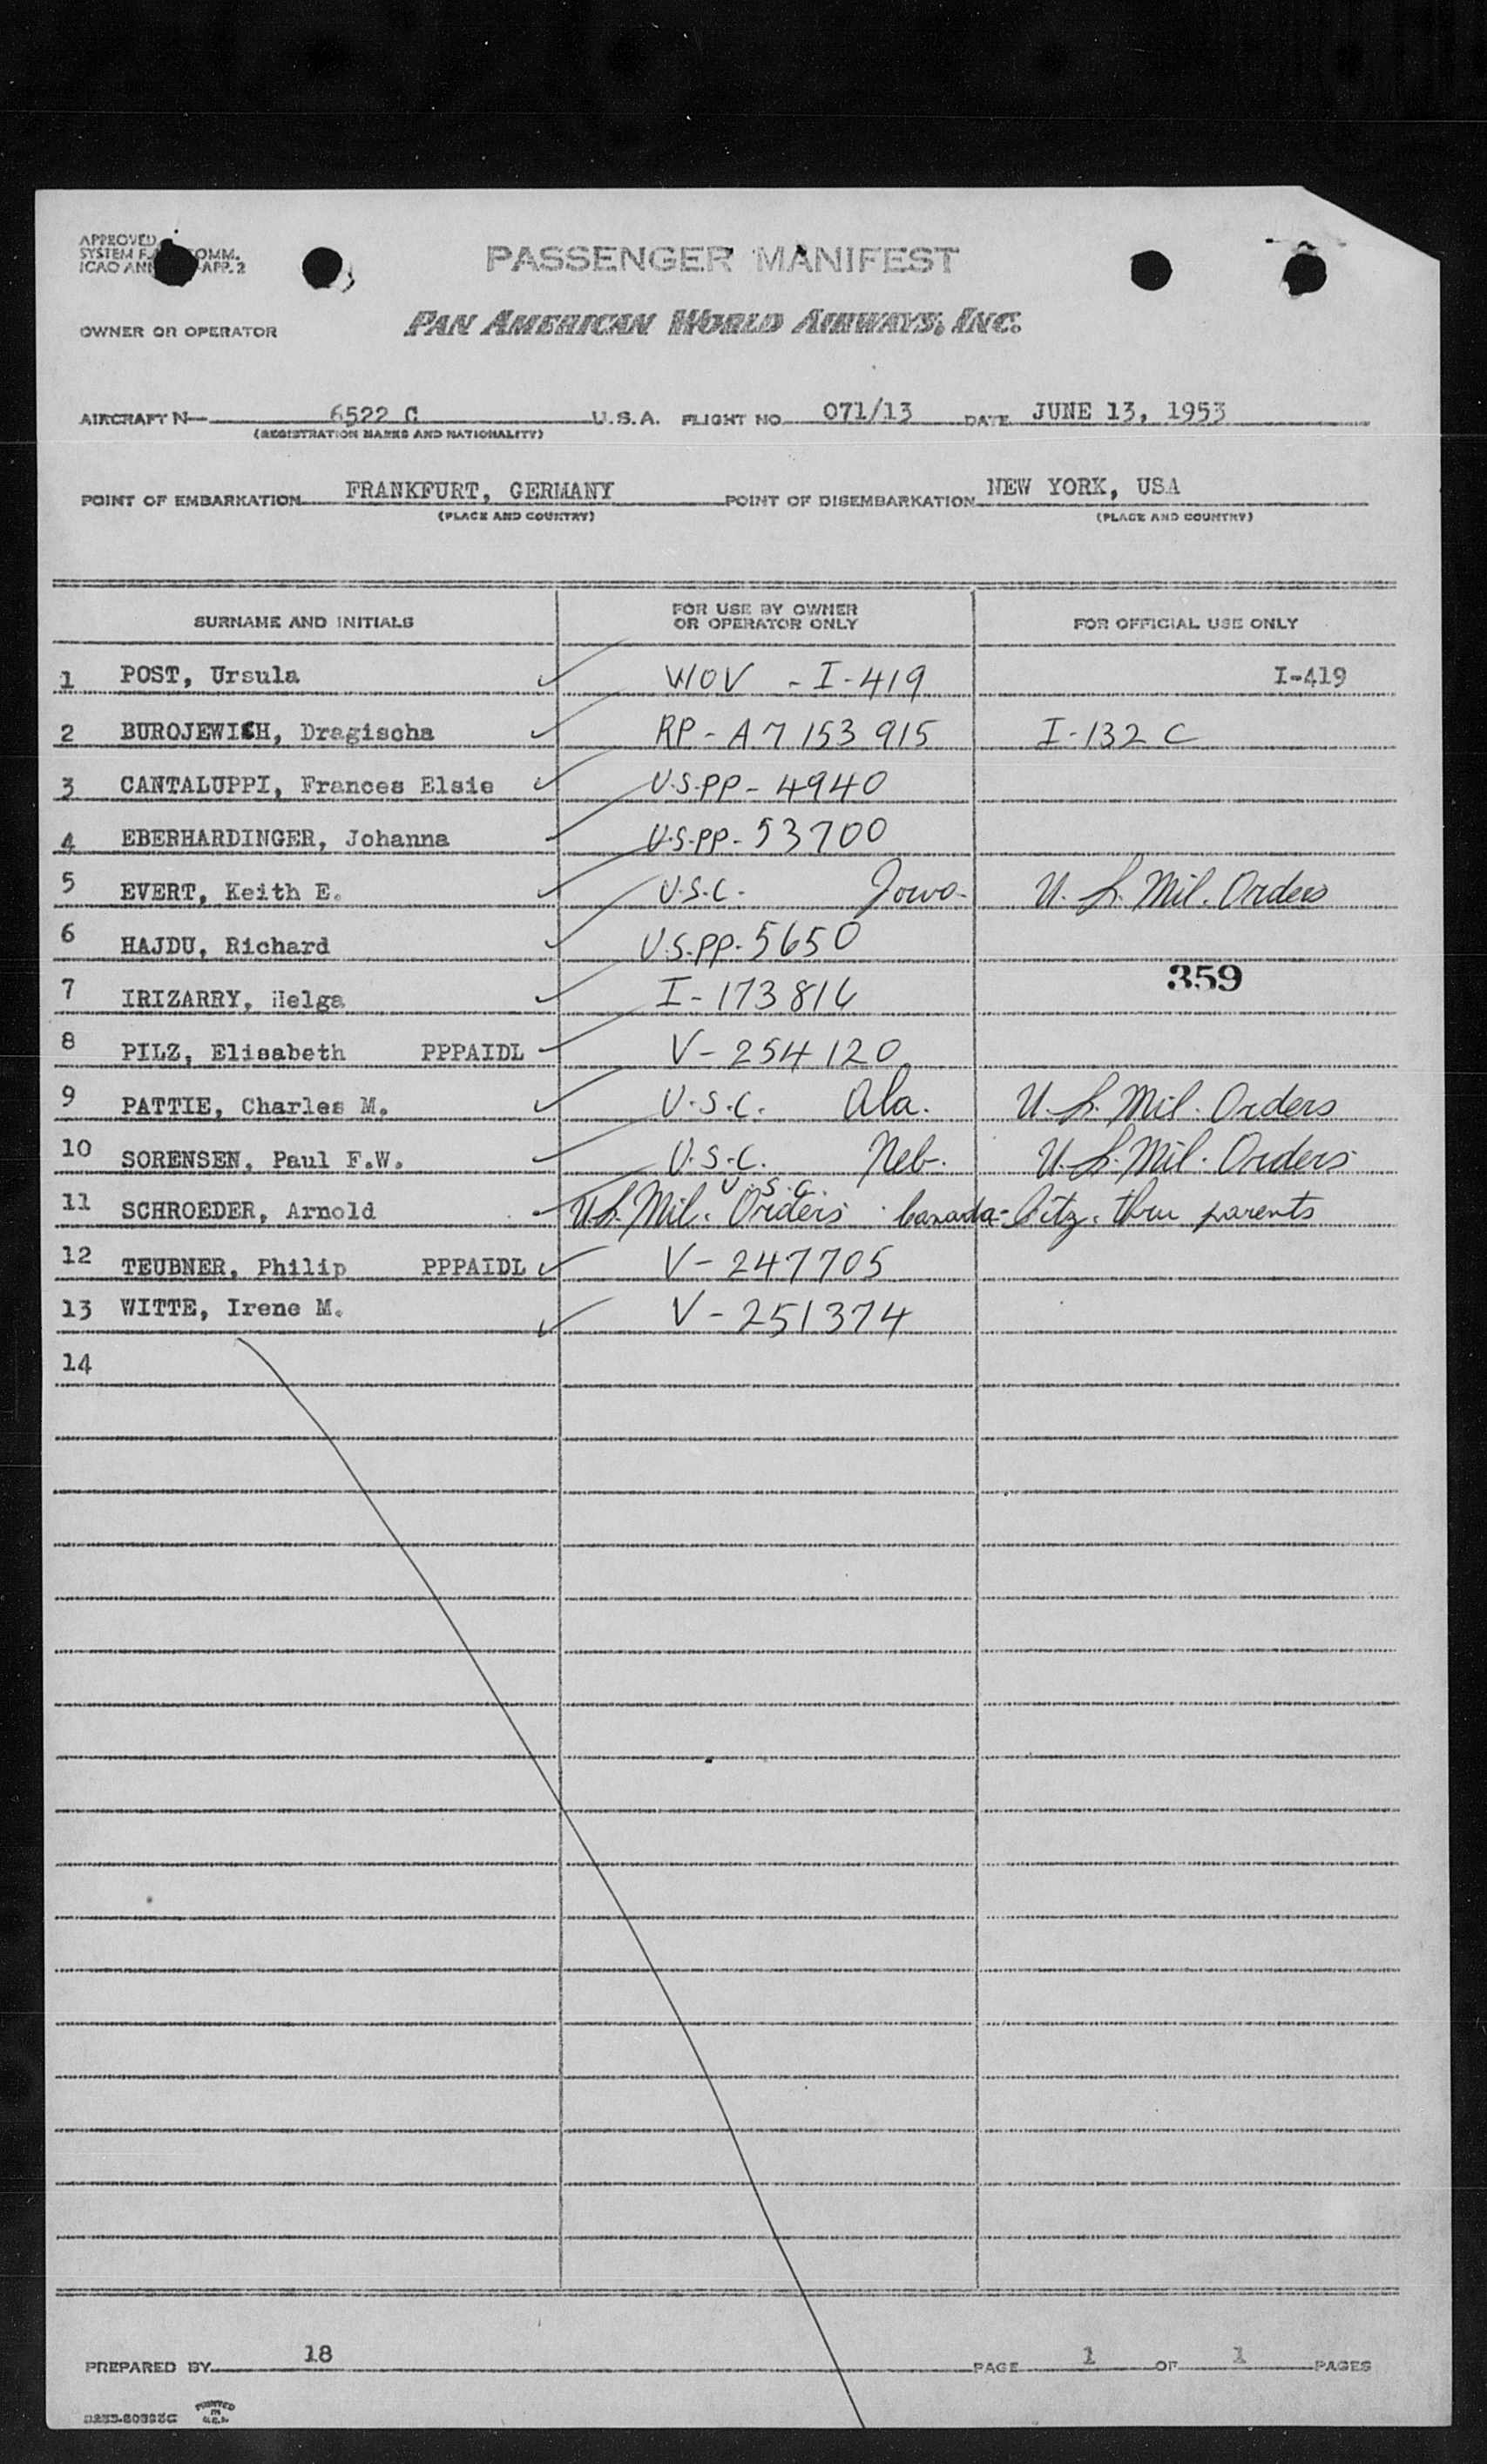 APPROVED
SYSTEM F. COMM.
ICAO ANN APP. 2
PASSENGER MANIFEST
OWNER OR OPERATOR PAN AMERICAN WORLD AIRWAYS, INC.
AIRCRAFT N— 6522 C U.S.A. FLIGHT NO. 071/13 DATE JUNE 13, 1953
(REGISTRATION MARKS AND NATIONALITY)
POINT OF EMBARKATION FRANKFURT, GERMANY POINT OF DISEMBARKATION NEW YORK, USA
(PLACE AND COUNTRY) (PLACE AND COUNTRY)
SURNAME AND INITIALS FOR USE BY OWNER OR OPERATOR ONLY FOR OFFICIAL USE ONLY
1 POST, Ursula WOV - I-419 I-419
2 BUROJEWICH, Dragischa RP - A7 153 915 I-132 C
3 CANTALUPPI, Frances Elsie U.S.PP - 4940
4 EBERHARDINGER, Johanna U.S.PP - 53700
5 EVERT, Keith E. U.S.C. Iowa. U. S. Mil. Orders
6 HAJDU, Richard U.S.PP. 5650
359
7 IRIZARRY, Helga I - 173816
8 PILZ, Elisabeth PPPAIDL V - 254120
9 PATTIE, Charles M. U.S.C. Ala. U. S. Mil. Orders
10 SORENSEN, Paul F.W. U.S.C. Neb. U. S. Mil. Orders
U.S.C.
11 SCHROEDER, Arnold U.S. Mil. Orders Canada - Citz. thru parents
12 TEUBNER, Philip PPPAIDL V - 247705
13 WITTE, Irene M. V - 251374
14
PREPARED BY 18 PAGE 1 OF 1 PAGES
PRINTED
IN
U.S.A.